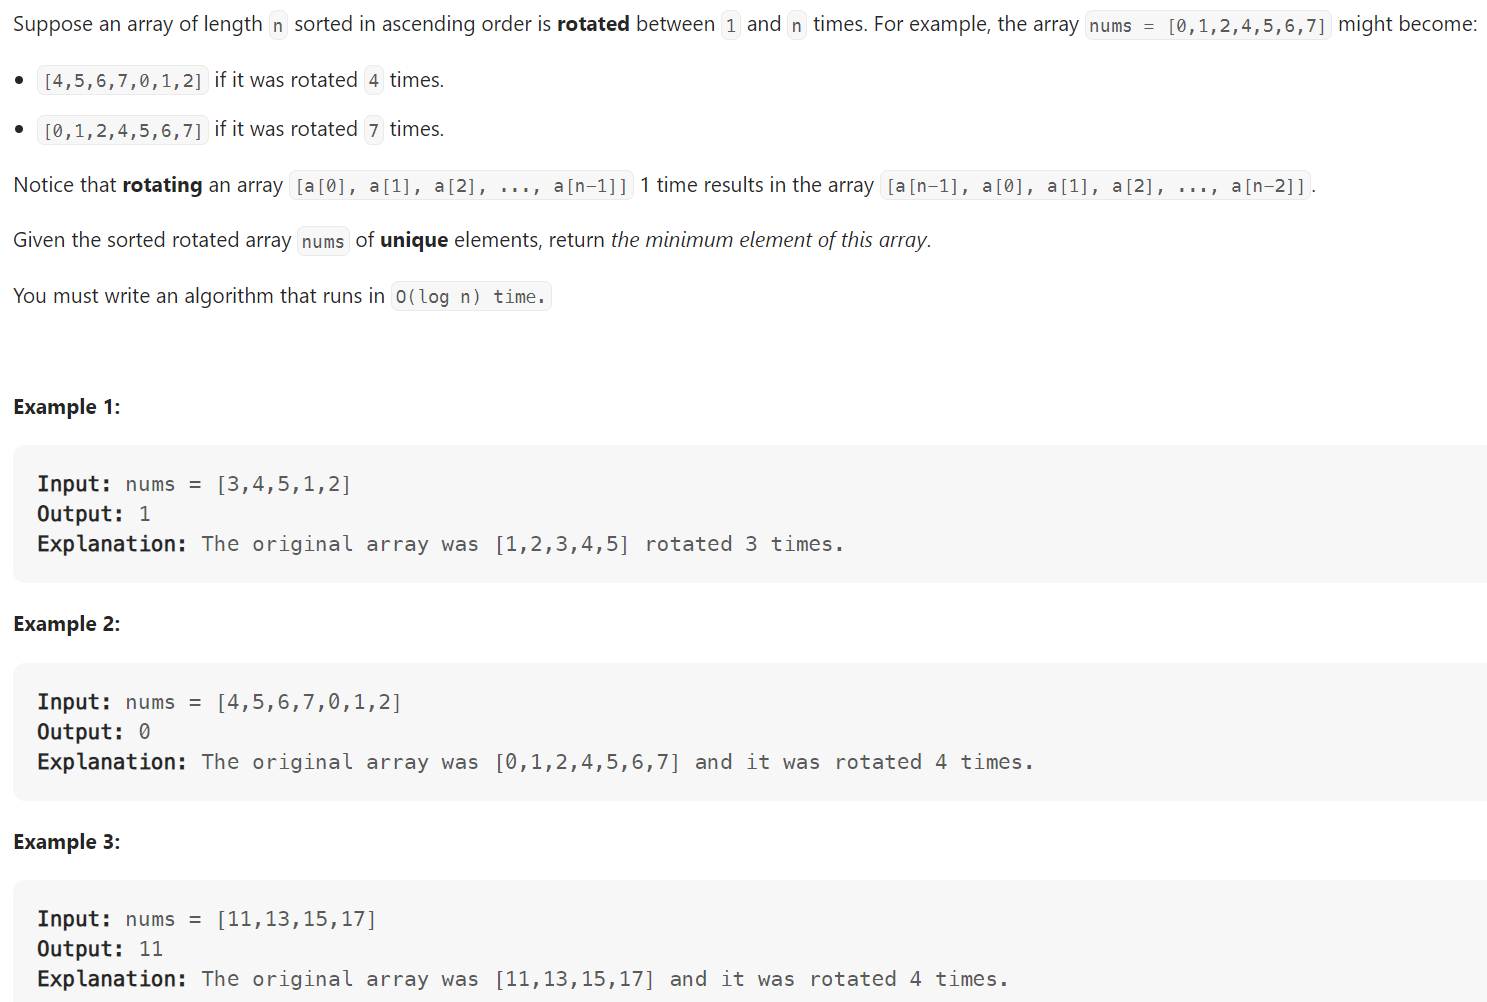 Suppose an array of length n sorted in ascending order is rotated between 1 and n times. For example, the array nums = [0,1,2,4,5,6,7] might become:
• [4,5,6,7,0,1,2] if it was rotated 4 times.
• [0,1,2,4,5,6,7] if it was rotated 7 times.
Notice that rotating an array [a[0], a[1], a[2], ..., a[n-1]] 1 time results in the array [a[n-1], a[0], a[1], a[2], ..., a[n-2]].
Given the sorted rotated array nums of unique elements, return the minimum element of this array.
You must write an algorithm that runs in O(log n) time.
Example 1:
Input: nums = [3,4,5,1,2]
Output: 1
Explanation: The original array was [1,2,3,4,5] rotated 3 times.
Example 2:
Input: nums = [4,5,6,7,0,1,2]
Output: 0
Explanation: The original array was [0,1,2,4,5,6,7] and it was rotated 4 times.
Example 3:
Input: nums = [11,13,15,17]
Output: 11
Explanation: The original array was [11,13,15,17] and it was rotated 4 times.